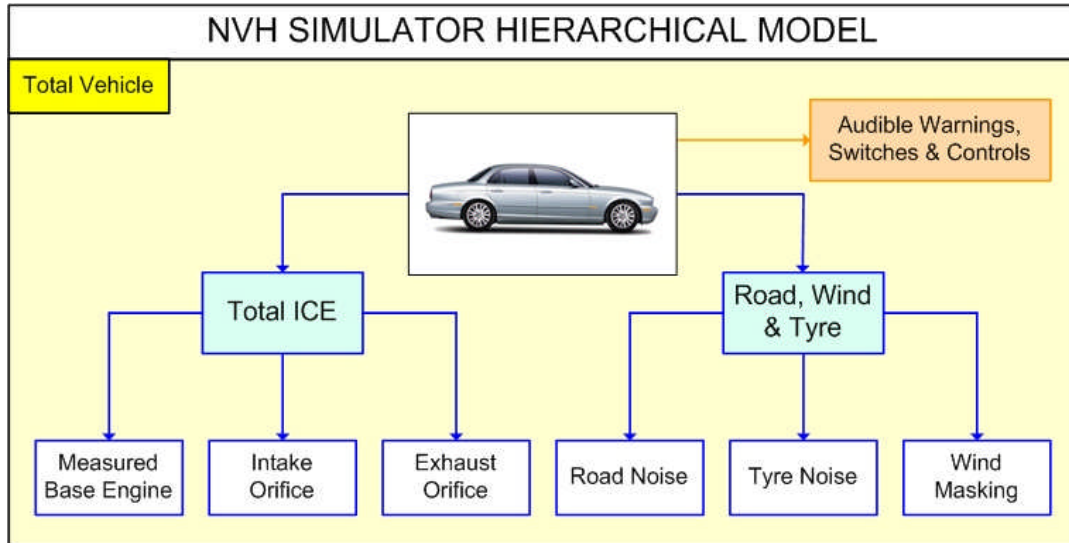 NVH SIMULATOR HIERARCHICAL MODEL
Total Vehicle
Audible Warnings,
Switches & Controls
Total ICE
Road, Wind
& Tyre
Measured
Base Engine
Intake
Orifice
Exhaust
Orifice
Road Noise
Tyre Noise
Wind
Masking